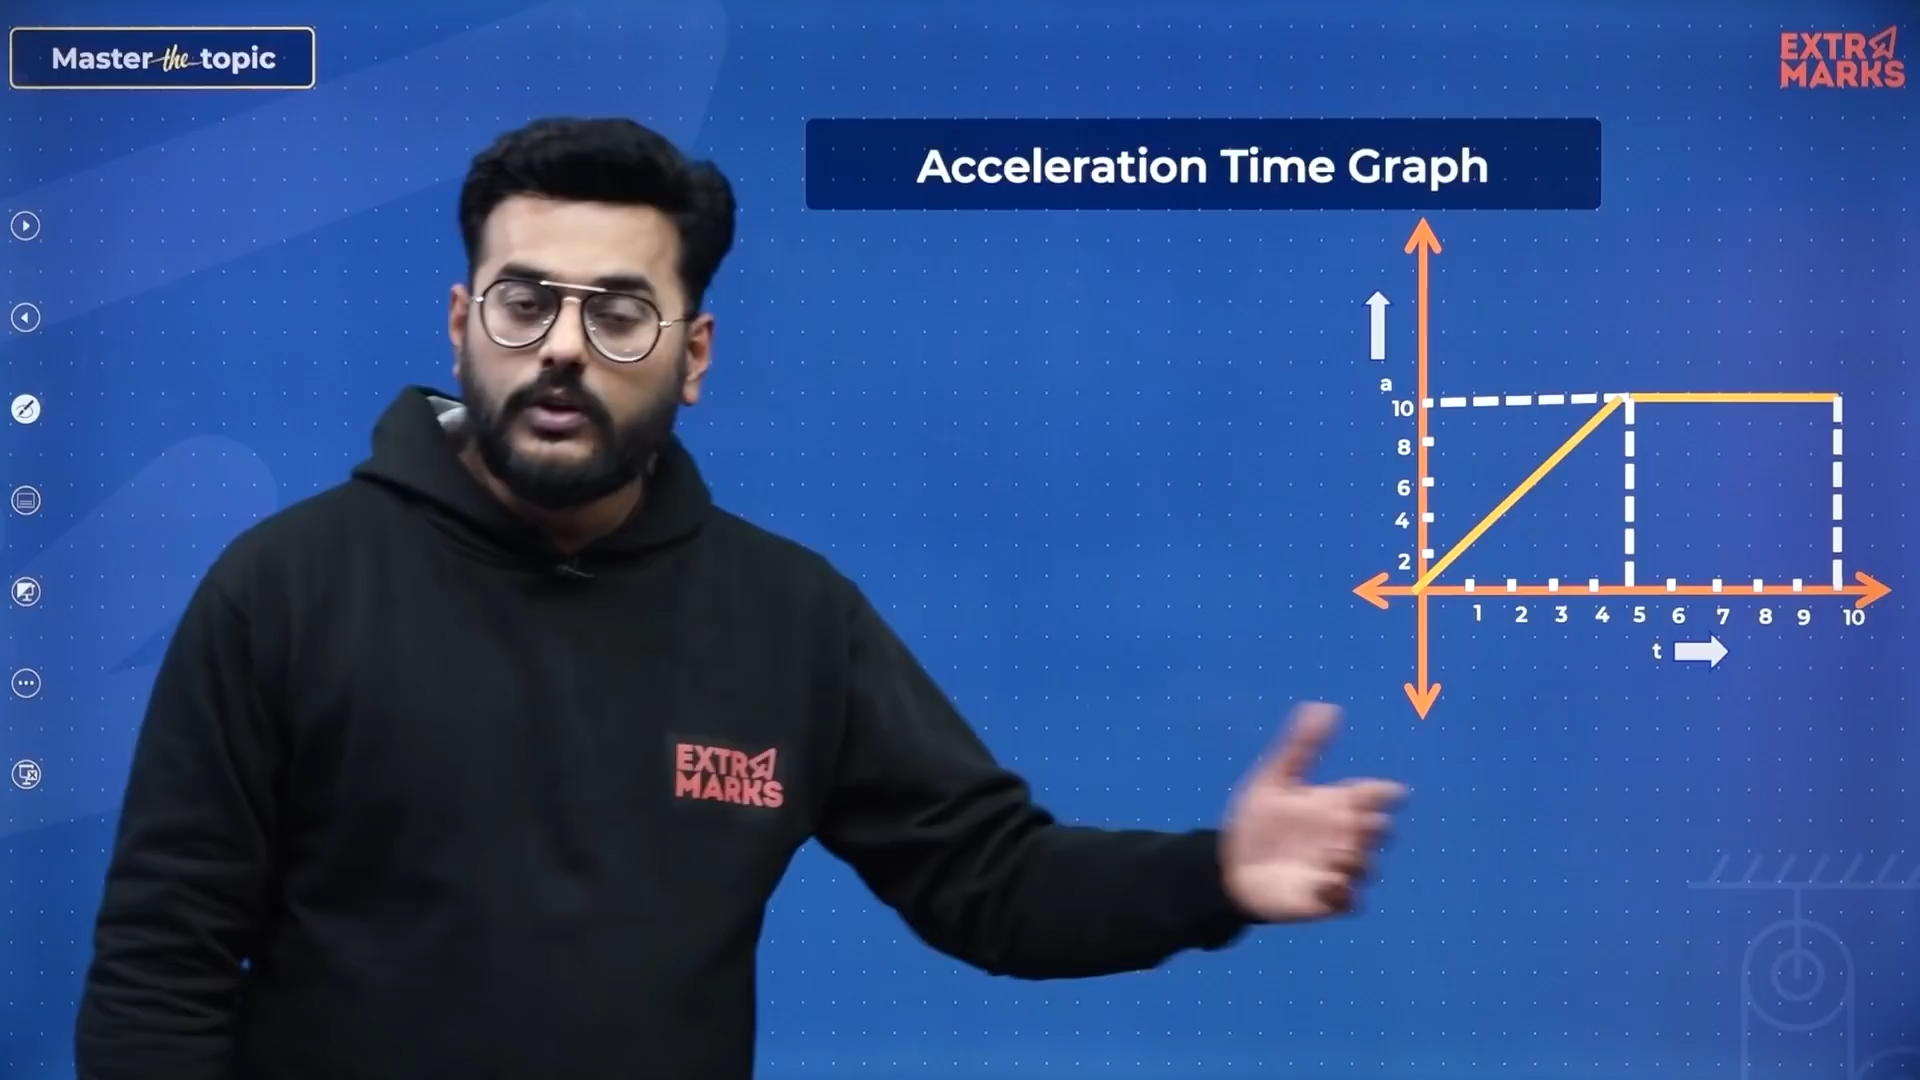 Master the topic
EXTRA
MARKS
Acceleration Time Graph
a
10
8
6
4
2
1 2 3 4 5 6 7 8 9 10
t
EXTRA
MARKS